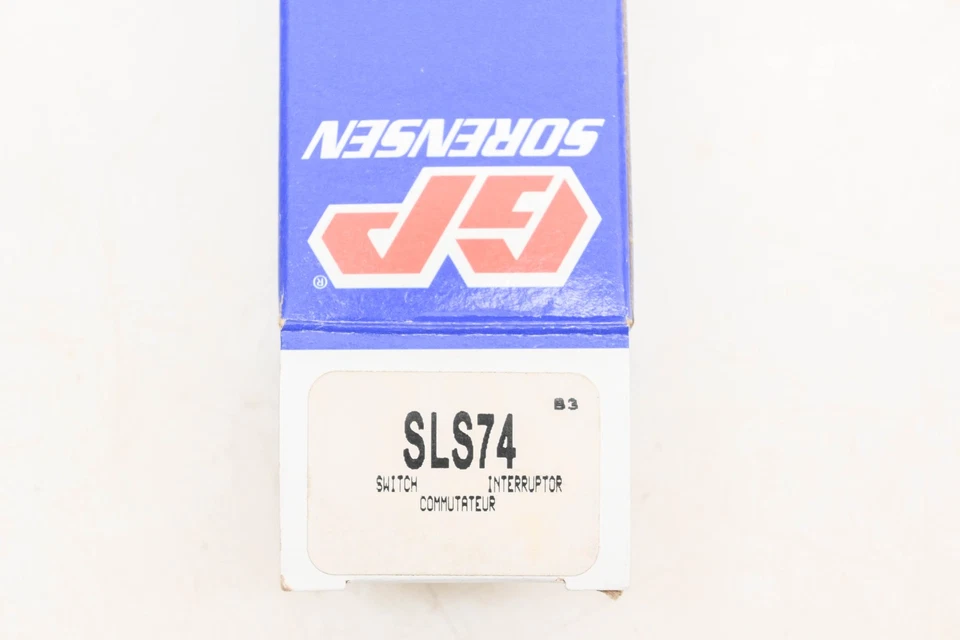 SORENSEN
GP
®
B3
SLS74
SWITCH INTERRUPTOR
COMMUTATEUR